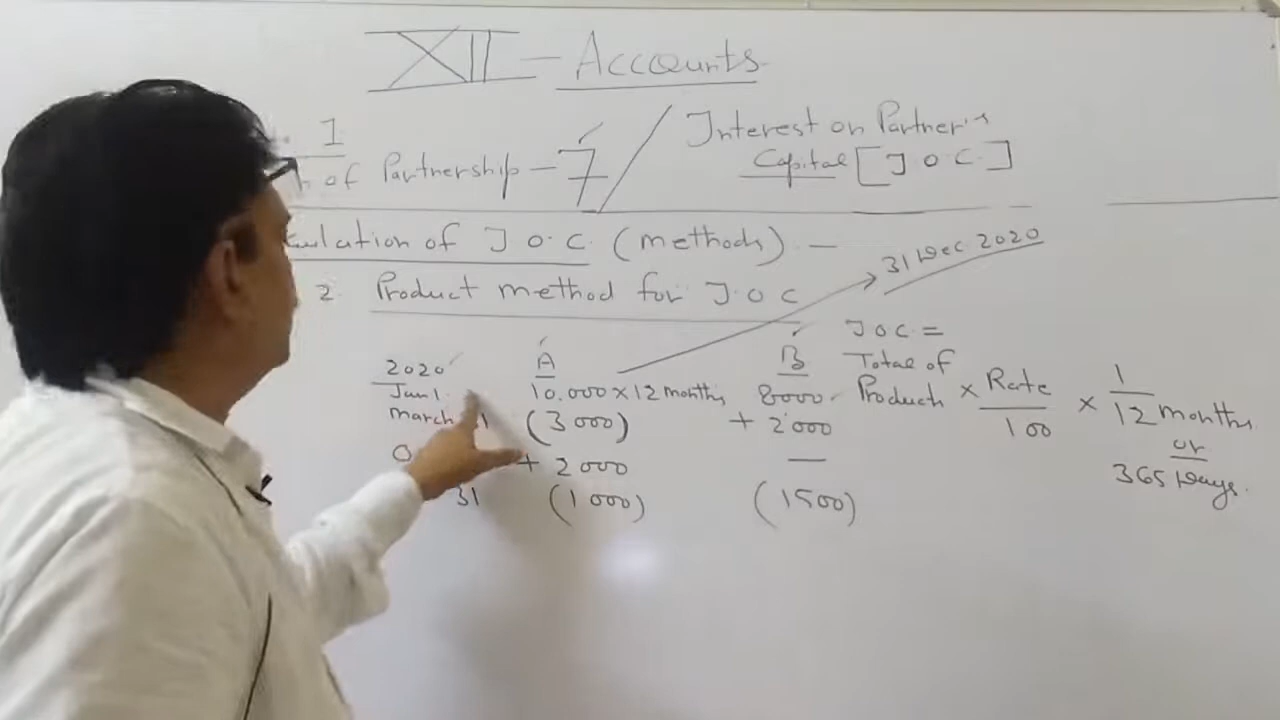 XII - Accounts
1
of Partnership - 7 / Interest on Partner's
Capital [I O C.]
culation of I O C. (methods) -
31 Dec 2020
2. Product method for I.O C
2020 A B I O C. =
Jan 1. 10,000 × 12 months 8000 Total of Product × Rate/100 × 1/12 months
March 31 (3000) + 2000 or
+ 2000 — 365 Days.
31 (1000) (1500)